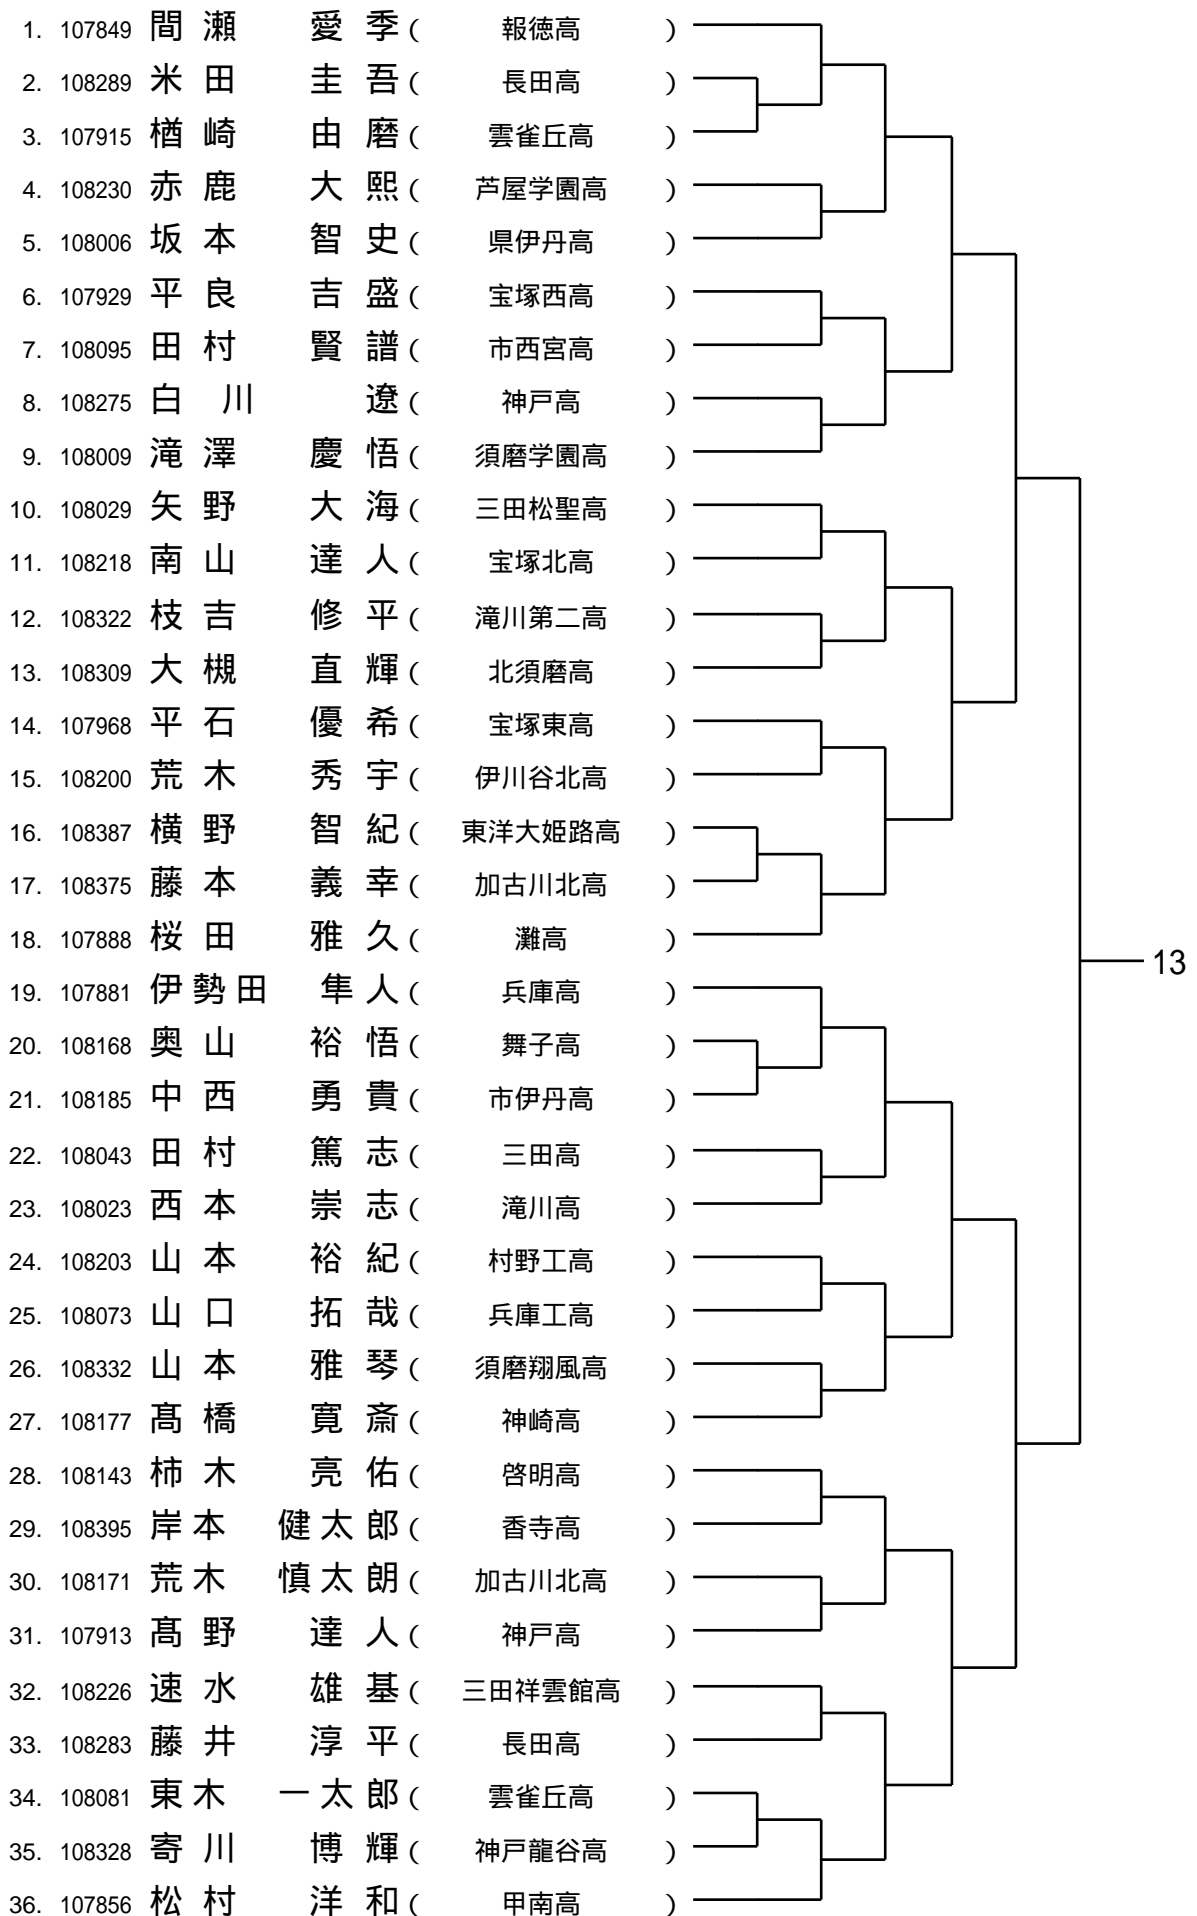 1. 107849 間瀬 愛季 ( 報徳高 )
2. 108289 米田 圭吾 ( 長田高 )
3. 107915 楢崎 由磨 ( 雲雀丘高 )
4. 108230 赤鹿 大熙 ( 芦屋学園高 )
5. 108006 坂本 智史 ( 県伊丹高 )
6. 107929 平良 吉盛 ( 宝塚西高 )
7. 108095 田村 賢譜 ( 市西宮高 )
8. 108275 白川 遼 ( 神戸高 )
9. 108009 滝澤 慶悟 ( 須磨学園高 )
10. 108029 矢野 大海 ( 三田松聖高 )
11. 108218 南山 達人 ( 宝塚北高 )
12. 108322 枝吉 修平 ( 滝川第二高 )
13. 108309 大槻 直輝 ( 北須磨高 )
14. 107968 平石 優希 ( 宝塚東高 )
15. 108200 荒木 秀宇 ( 伊川谷北高 )
16. 108387 横野 智紀 ( 東洋大姫路高 )
17. 108375 藤本 義幸 ( 加古川北高 )
18. 107888 桜田 雅久 ( 灘高 )
13
19. 107881 伊勢田 隼人 ( 兵庫高 )
20. 108168 奥山 裕悟 ( 舞子高 )
21. 108185 中西 勇貴 ( 市伊丹高 )
22. 108043 田村 篤志 ( 三田高 )
23. 108023 西本 崇志 ( 滝川高 )
24. 108203 山本 裕紀 ( 村野工高 )
25. 108073 山口 拓哉 ( 兵庫工高 )
26. 108332 山本 雅琴 ( 須磨翔風高 )
27. 108177 髙橋 寛斎 ( 神崎高 )
28. 108143 柿木 亮佑 ( 啓明高 )
29. 108395 岸本 健太郎 ( 香寺高 )
30. 108171 荒木 慎太朗 ( 加古川北高 )
31. 107913 髙野 達人 ( 神戸高 )
32. 108226 速水 雄基 ( 三田祥雲館高 )
33. 108283 藤井 淳平 ( 長田高 )
34. 108081 東木 一太郎 ( 雲雀丘高 )
35. 108328 寄川 博輝 ( 神戸龍谷高 )
36. 107856 松村 洋和 ( 甲南高 )